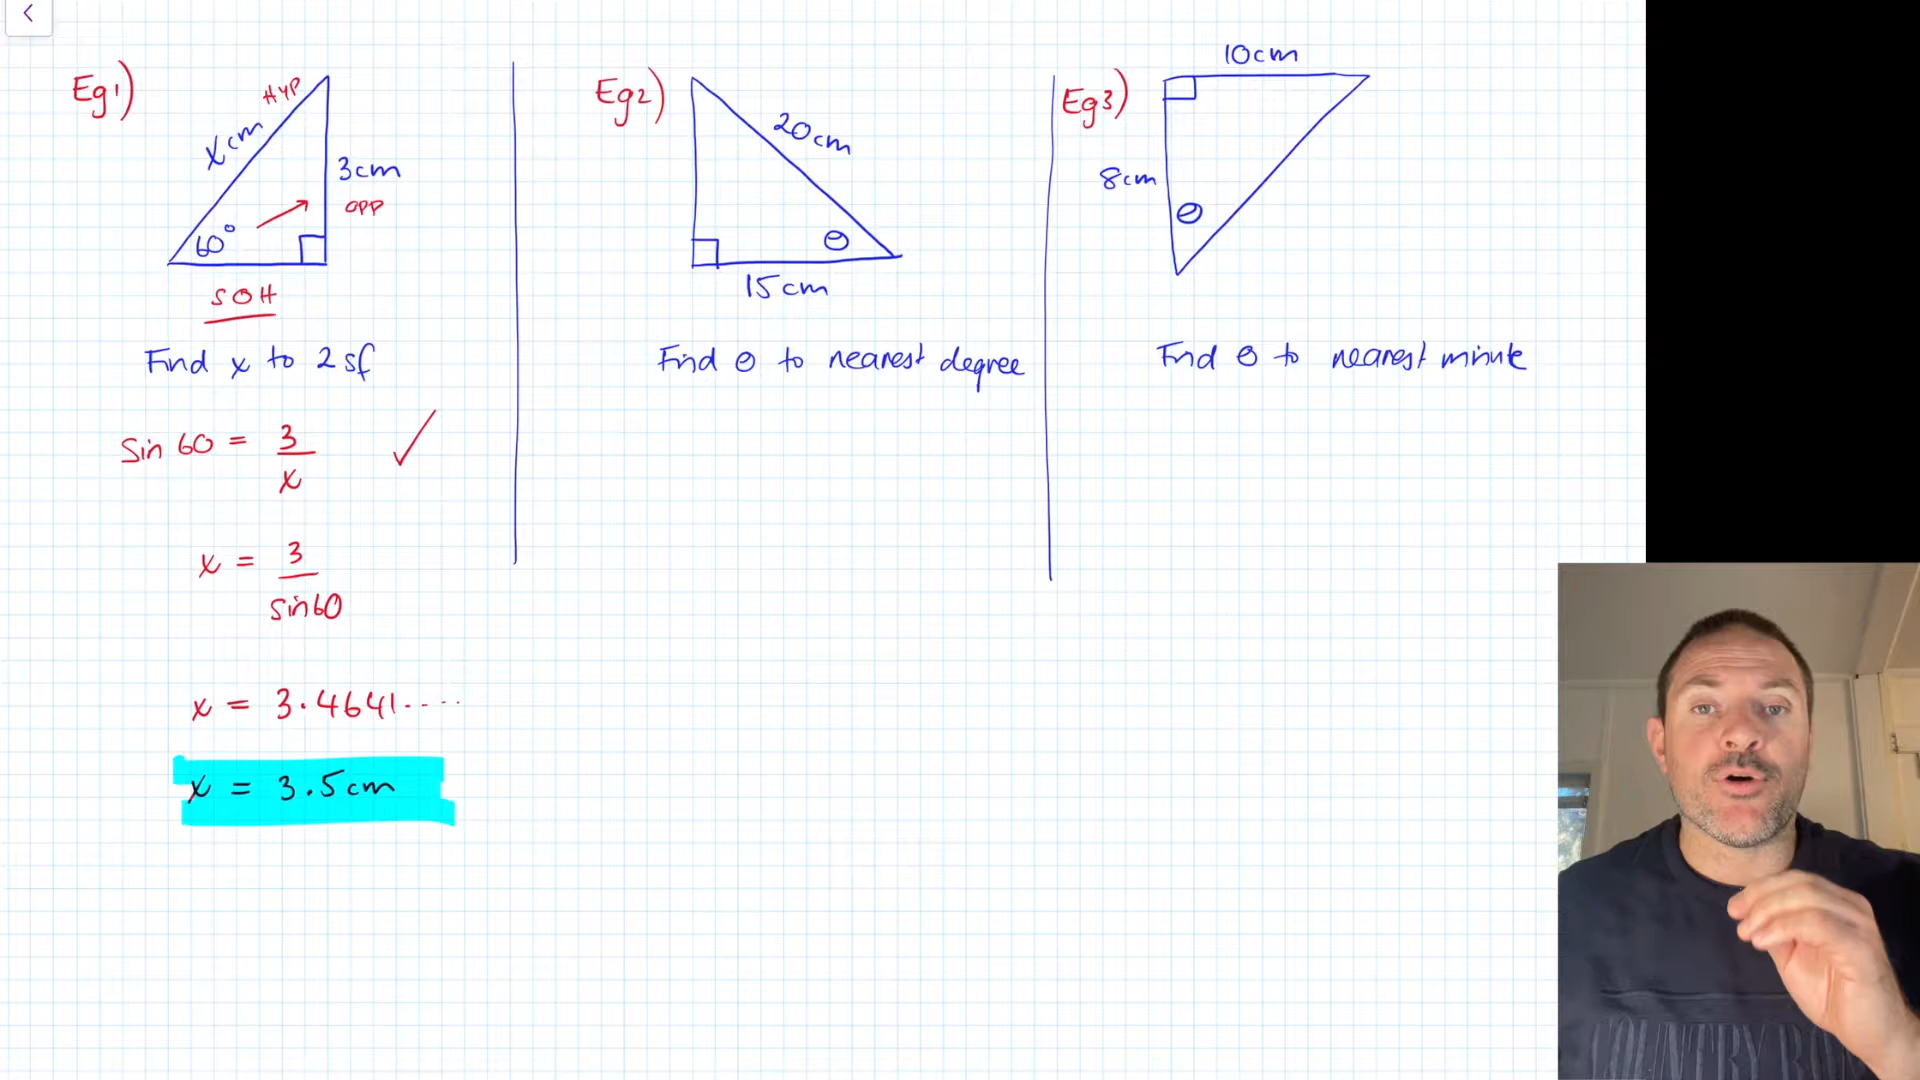 Eg1)
HYP
x cm
3cm
OPP
60°
SOH
Find x to 2 sf
Sin 60 = 3/x
x = 3/sin60
x = 3.4641....
x = 3.5cm
Eg2)
20cm
θ
15cm
Find θ to nearest degree
10cm
Eg3)
8cm
θ
Find θ to nearest minute